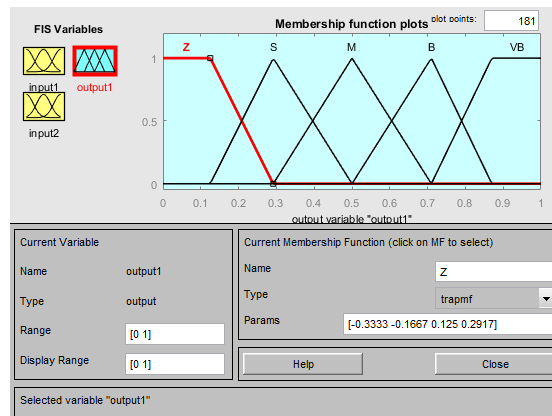 FIS Variables
Membership function plots
plot points:
181
input1
output1
input2
Z
S
M
B
VB
1
0.5
0
0
0.1
0.2
0.3
0.4
0.5
0.6
0.7
0.8
0.9
1
output variable "output1"
Current Variable
Name
output1
Type
output
Range
[0 1]
Display Range
[0 1]
Current Membership Function (click on MF to select)
Name
Z
Type
trapmf
Params
[-0.3333 -0.1667 0.125 0.2917]
Help
Close
Selected variable "output1"